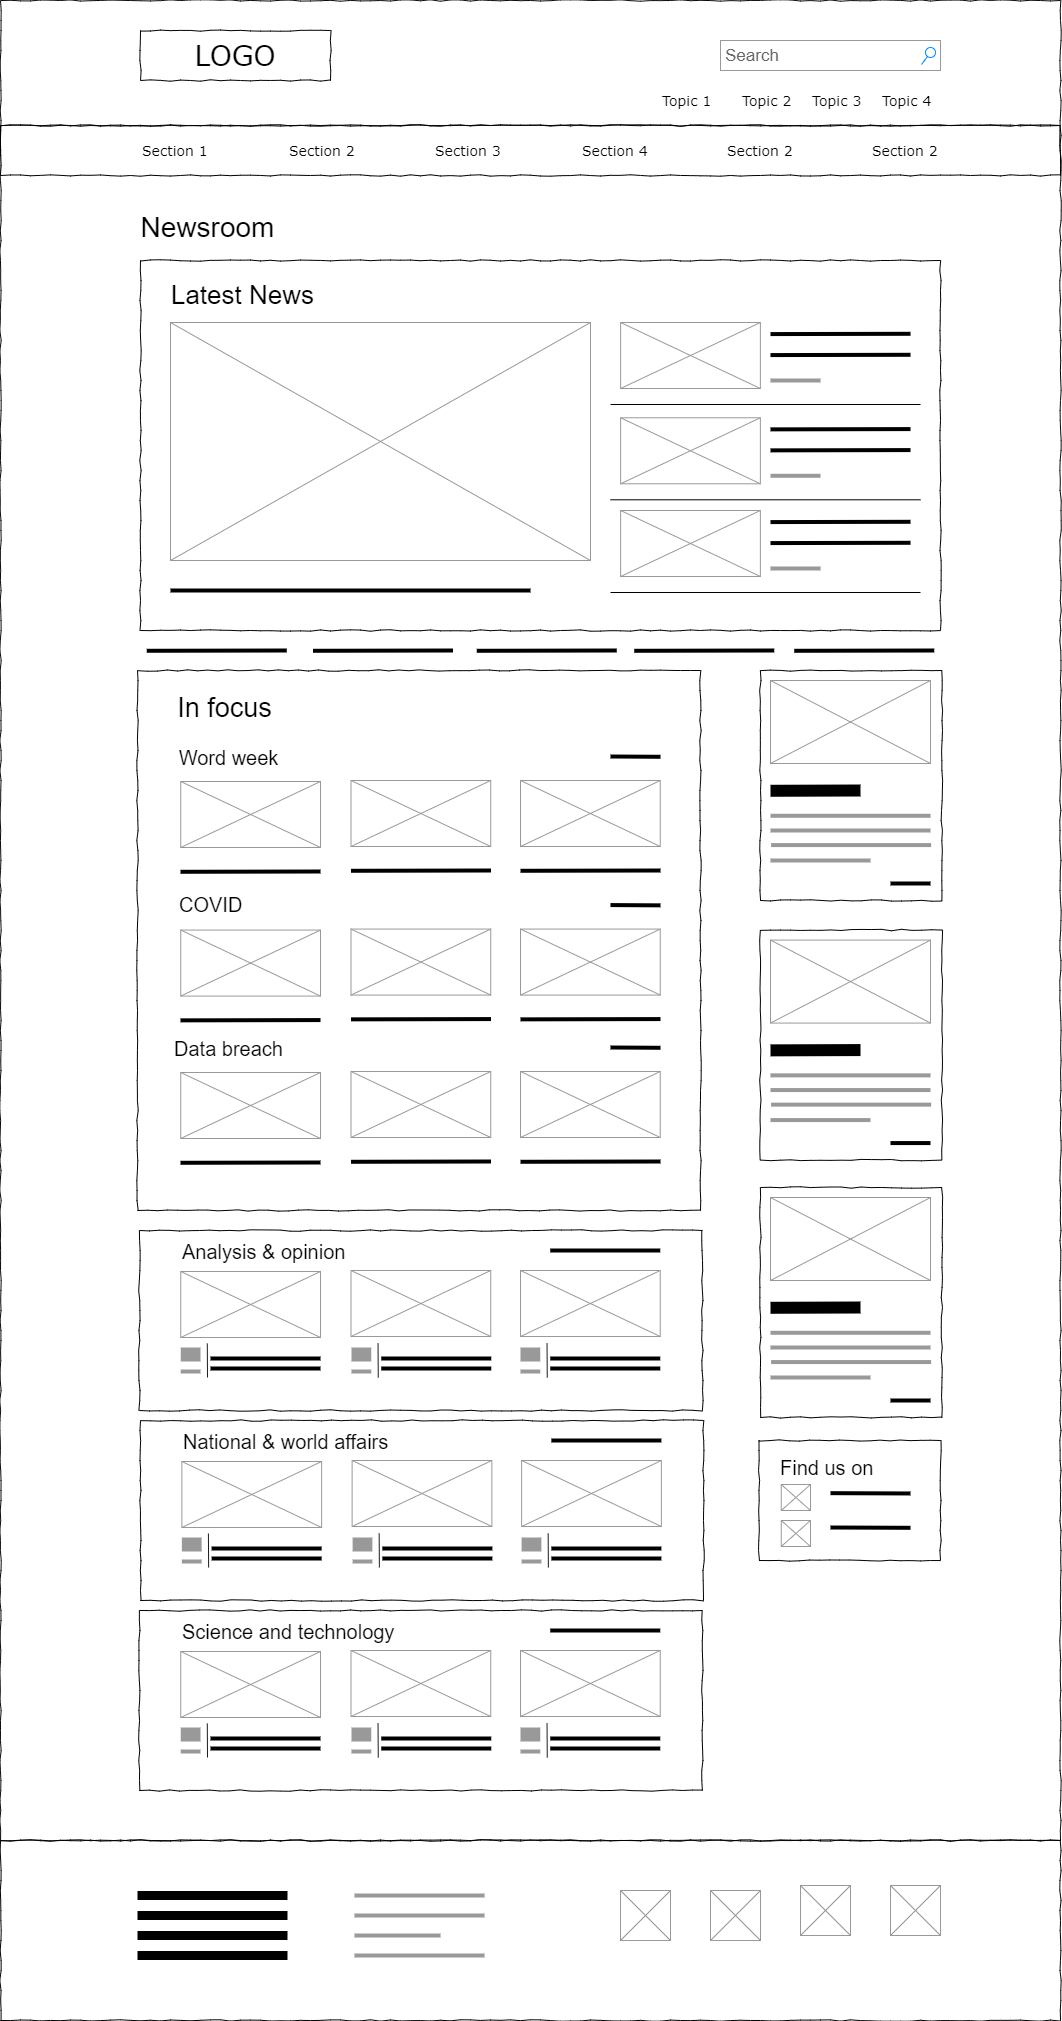 LOGO
Search
Topic 1 Topic 2 Topic 3 Topic 4
Section 1 Section 2 Section 3 Section 4 Section 2 Section 2
Newsroom
Latest News
In focus
Word week
COVID
Data breach
Analysis & opinion
National & world affairs
Find us on
Science and technology